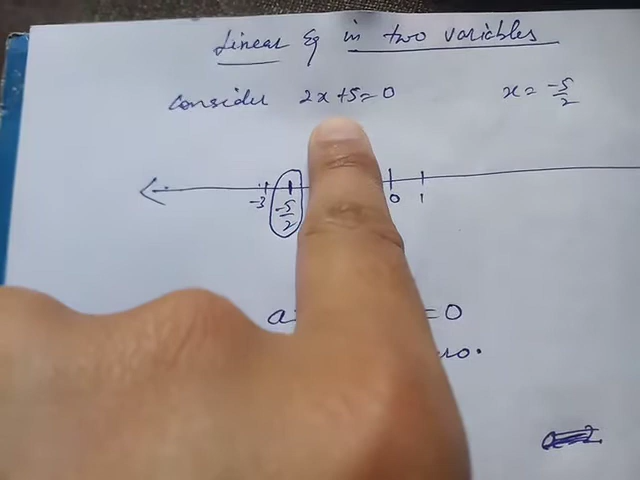 Linear Eq in two variables
Consider 2x+5=0 x = -5/2
-3 -5/2 0 1
a =0